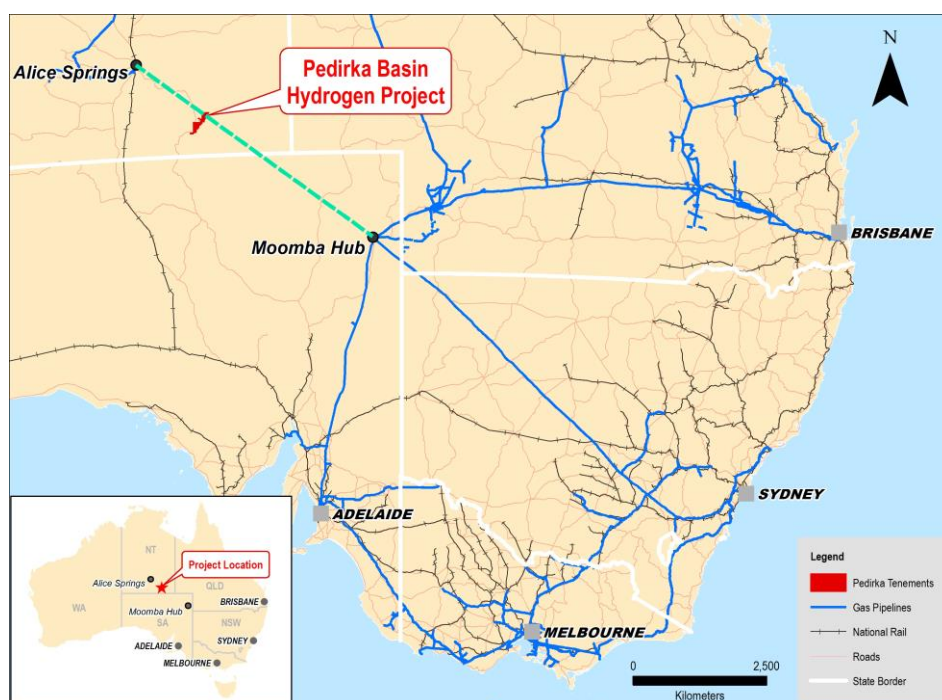 Alice Springs
Pedirka Basin
Hydrogen Project
N
Moomba Hub
BRISBANE
SYDNEY
ADELAIDE
MELBOURNE
NT
Project Location
Alice Springs
QLD
WA
BRISBANE
Moomba Hub
SA
NSW
ADELAIDE
SYDNEY
MELBOURNE
Legend
Pedirka Tenements
Gas Pipelines
National Rail
Roads
State Border
0 2,500
Kilometers